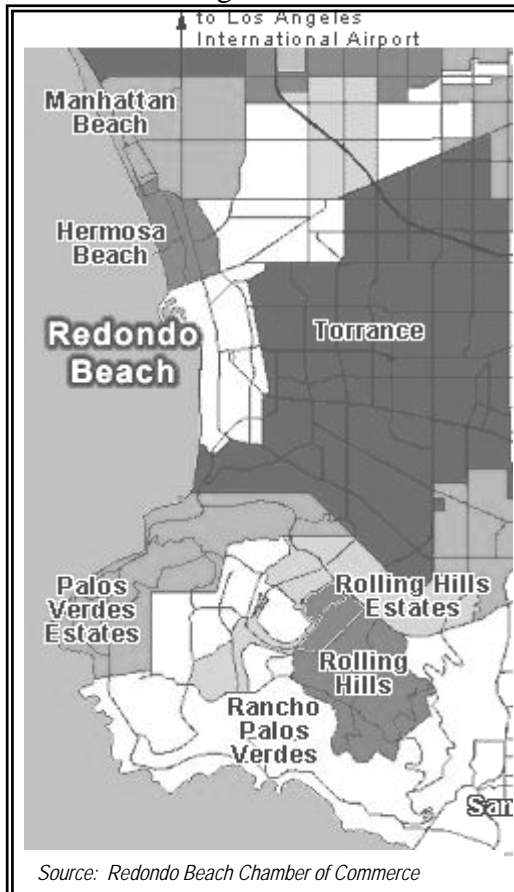 to Los Angeles
International Airport
Manhattan
Beach
Hermosa
Beach
Redondo
Beach
Torrance
Palos
Verdes
Estates
Rolling Hills
Estates
Rolling
Hills
Rancho
Palos
Verdes
San
Source: Redondo Beach Chamber of Commerce